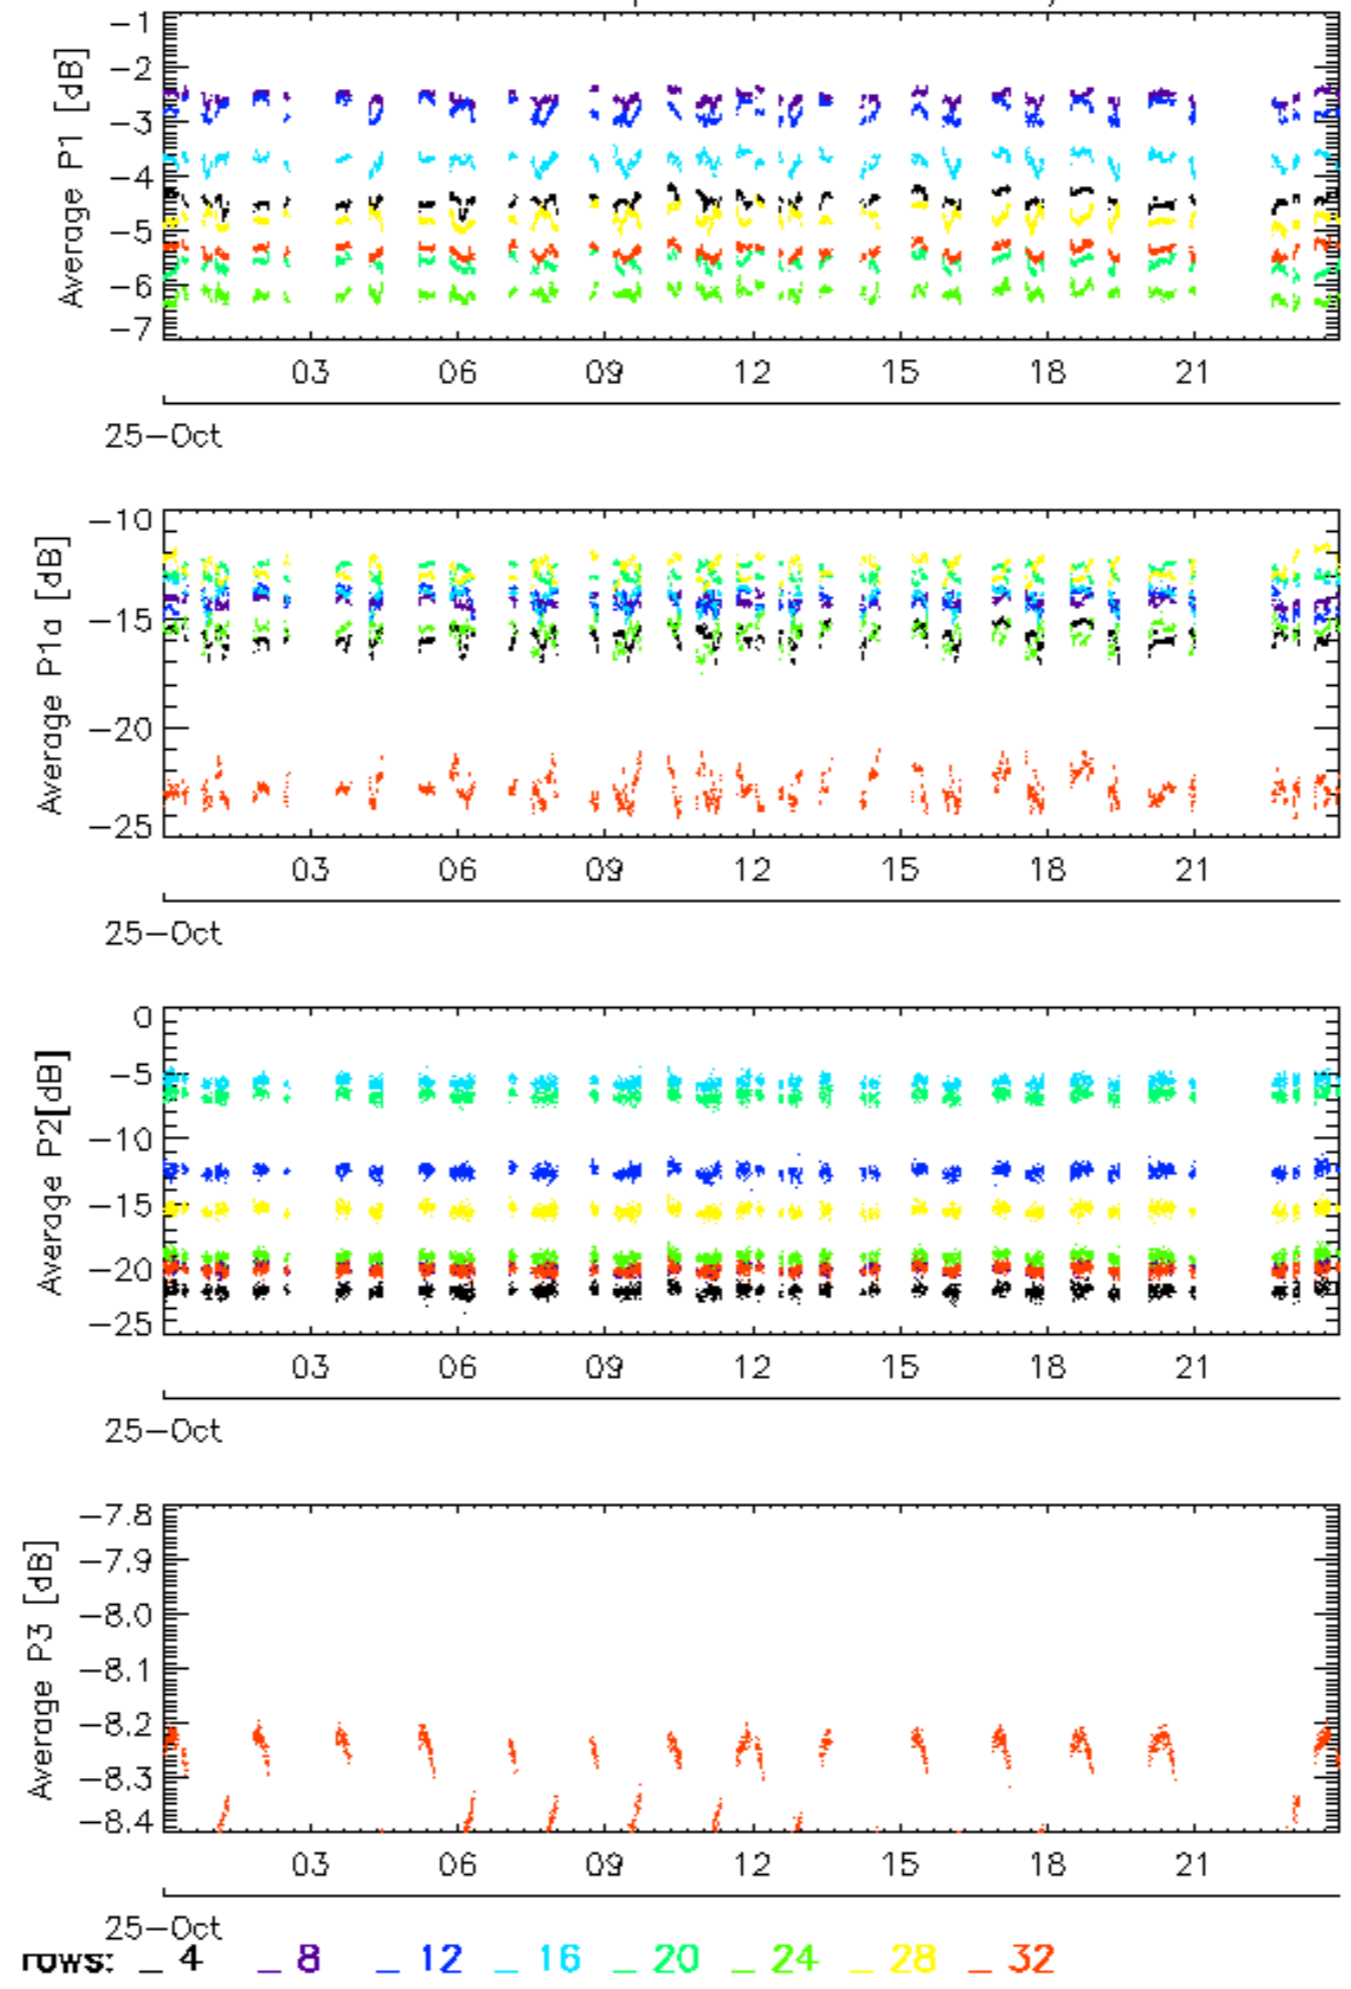 -1
-2
-3
-4
-5
-6
-7
Average P1 [dB]
03 06 09 12 15 18 21
25-Oct
-10
-15
-20
-25
Average P1a [dB]
03 06 09 12 15 18 21
25-Oct
0
-5
-10
-15
-20
-25
Average P2[dB]
03 06 09 12 15 18 21
25-Oct
-7.8
-7.9
-8.0
-8.1
-8.2
-8.3
-8.4
Average P3 [dB]
03 06 09 12 15 18 21
25-Oct
rows: _ 4 _ 8 _ 12 _ 16 _ 20 _ 24 _ 28 _ 32